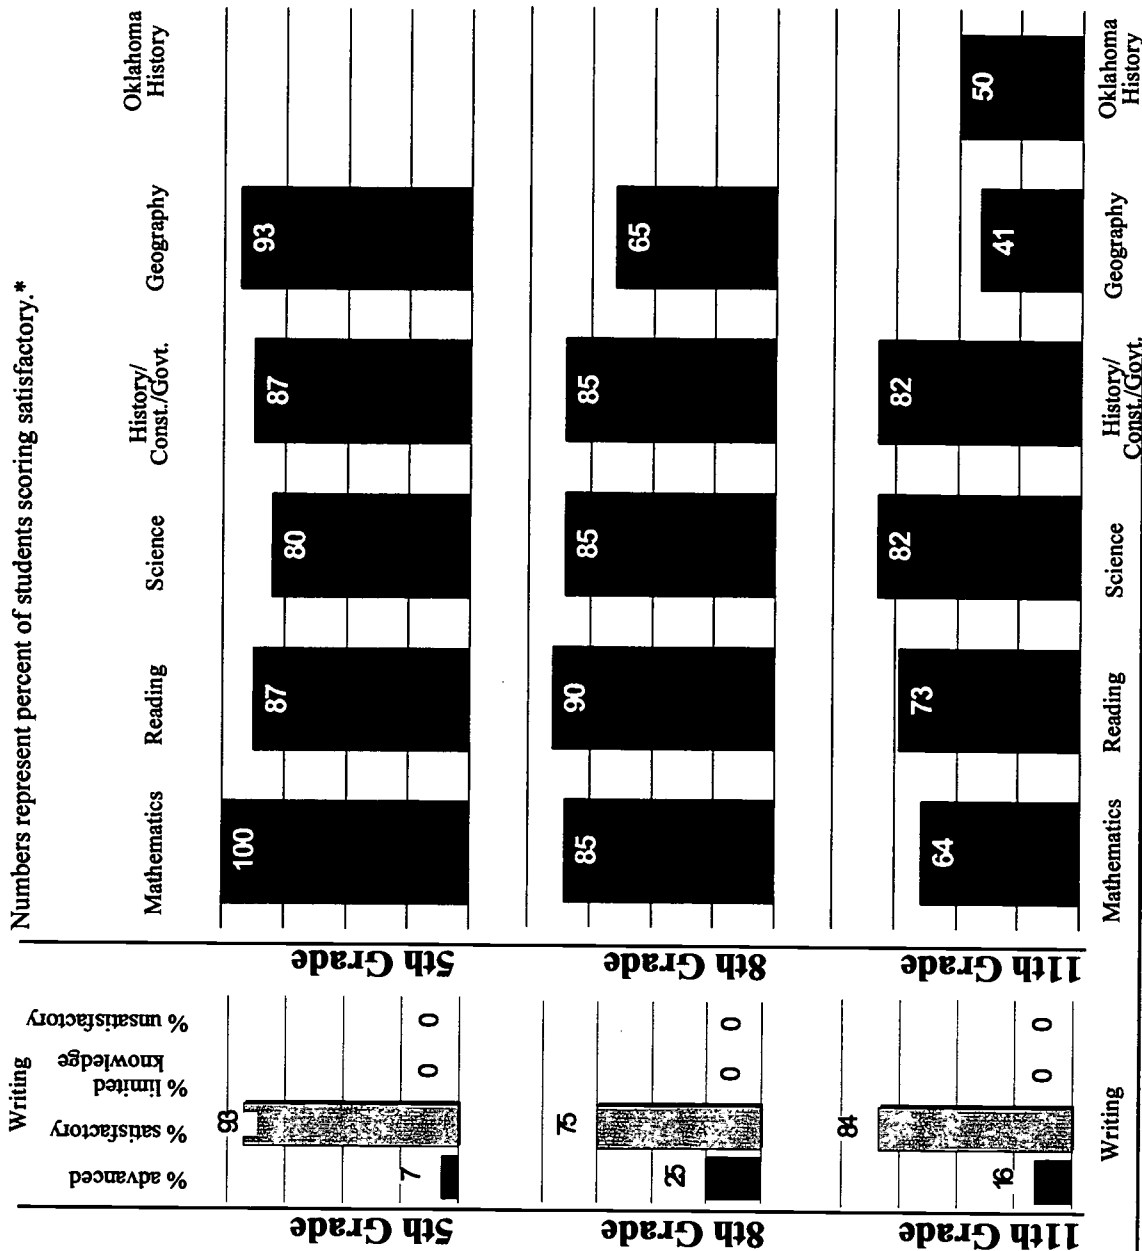 Numbers represent percent of students scoring satisfactory.*
Writing
% advanced
% satisfactory
% limited
knowledge
% unsatisfactory
Mathematics
Reading
Science
History/
Const./Govt.
Geography
Oklahoma
History
5th Grade
7
93
0
0
5th Grade
100
87
80
87
93
8th Grade
25
75
0
0
8th Grade
85
90
85
85
65
11th Grade
16
84
0
0
11th Grade
64
73
82
82
41
50
Writing
Mathematics
Reading
Science
History/
Const./Govt.
Geography
Oklahoma
History